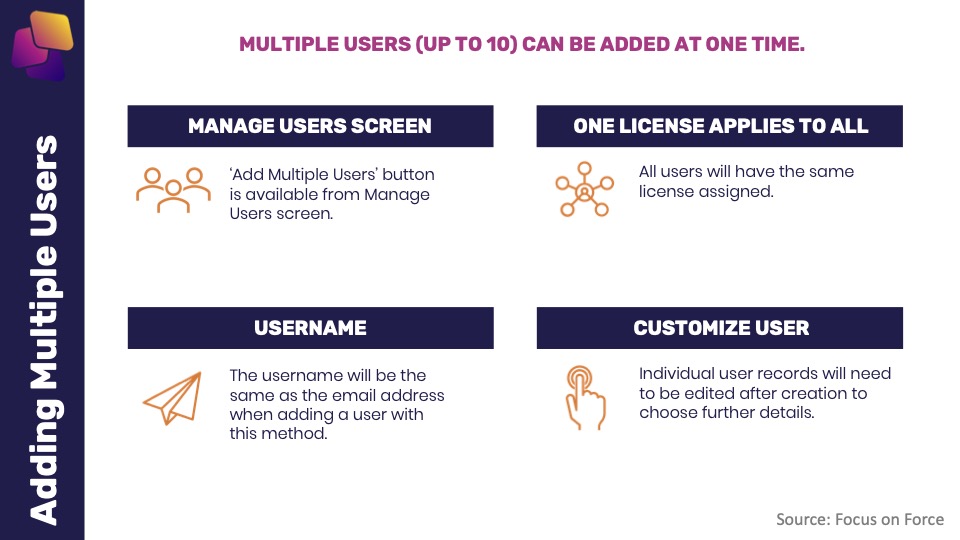 Adding Multiple Users
MULTIPLE USERS (UP TO 10) CAN BE ADDED AT ONE TIME.
MANAGE USERS SCREEN
‘Add Multiple Users’ button
is available from Manage
Users screen.
ONE LICENSE APPLIES TO ALL
All users will have the same
license assigned.
USERNAME
The username will be the
same as the email address
when adding a user with
this method.
CUSTOMIZE USER
Individual user records will need
to be edited after creation to
choose further details.
Source: Focus on Force